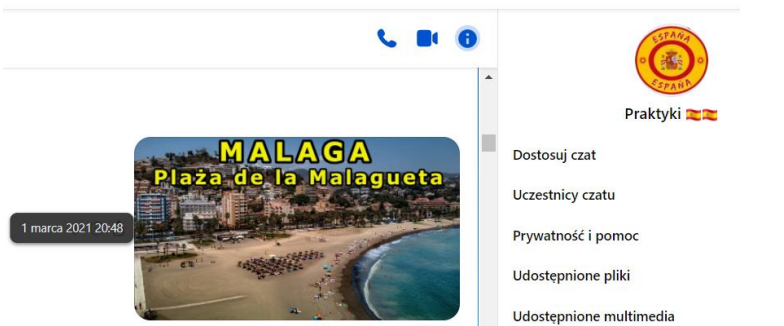 ESPAÑA
ESPAÑA
Praktyki 🇪🇸🇪🇸
MALAGA
Plaża de la Malagueta
1 marca 2021 20:48
Dostosuj czat
Uczestnicy czatu
Prywatność i pomoc
Udostępnione pliki
Udostępnione multimedia